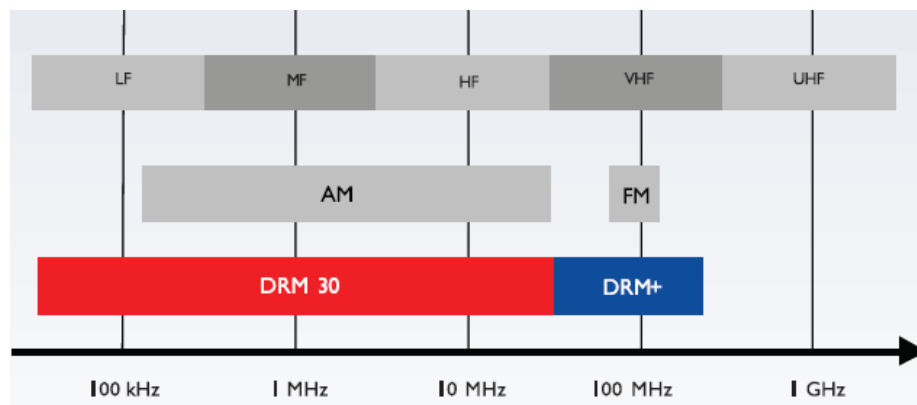 LF MF HF VHF UHF
AM FM
DRM 30 DRM+
100 kHz 1 MHz 10 MHz 100 MHz 1 GHz